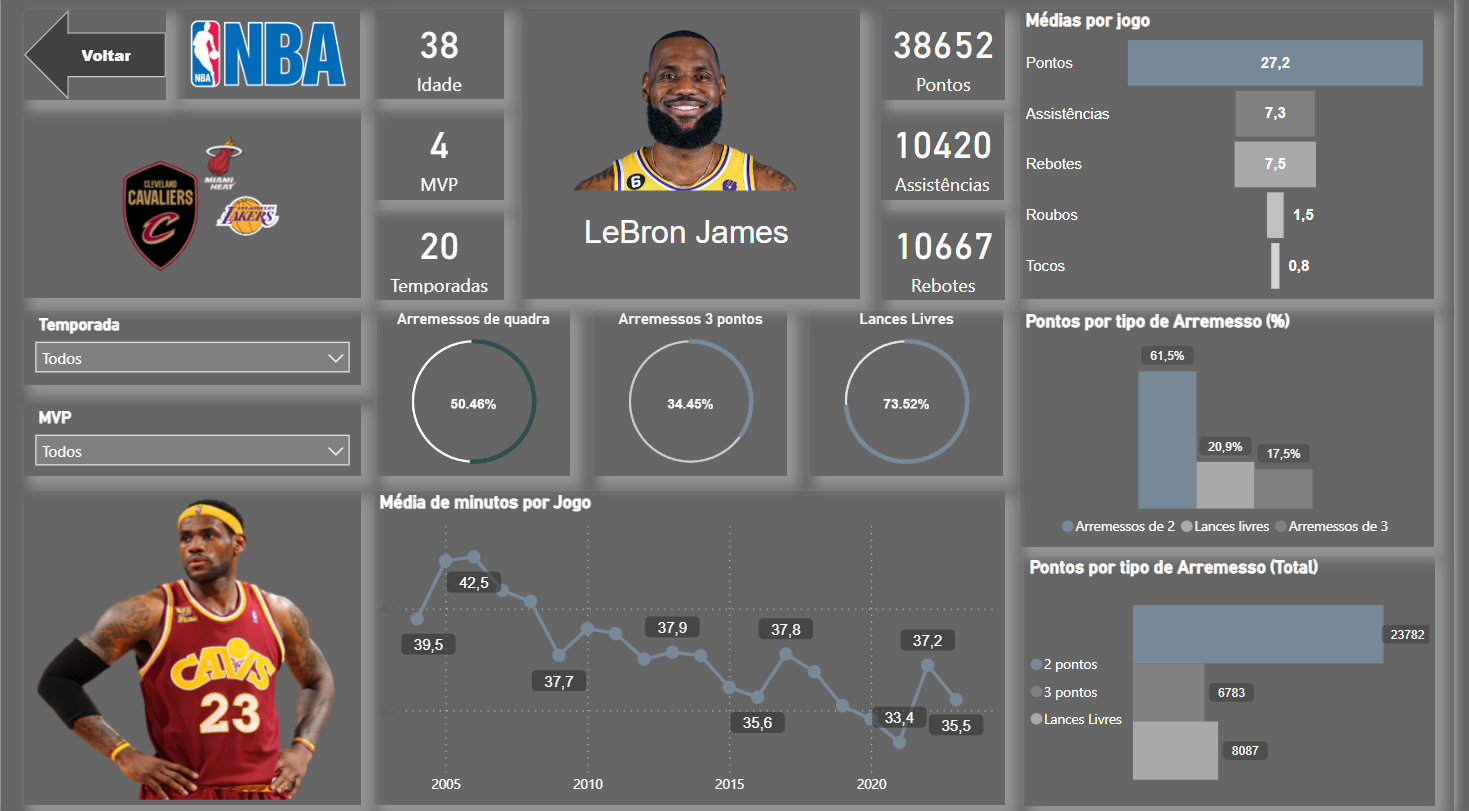 Voltar
NBA
NBA
38
Idade
4
MVP
20
Temporadas
CLEVELAND
CAVALIERS
C
MIAMI
HEAT
LOS ANGELES
LAKERS
6
LeBron James
38652
Pontos
10420
Assistências
10667
Rebotes
Médias por jogo
Pontos
27,2
Assistências
7,3
Rebotes
7,5
Roubos
1,5
Tocos
0,8
Temporada
Todos
MVP
Todos
Arremessos de quadra
50.46%
Arremessos 3 pontos
34.45%
Lances Livres
73.52%
Pontos por tipo de Arremesso (%)
61,5%
20,9%
17,5%
Arremessos de 2 Lances livres Arremessos de 3
CAVS
23
Média de minutos por Jogo
40
35
39,5
42,5
37,7
37,9
35,6
37,8
33,4
37,2
35,5
2005 2010 2015 2020
Pontos por tipo de Arremesso (Total)
2 pontos
3 pontos
Lances Livres
23782
6783
8087